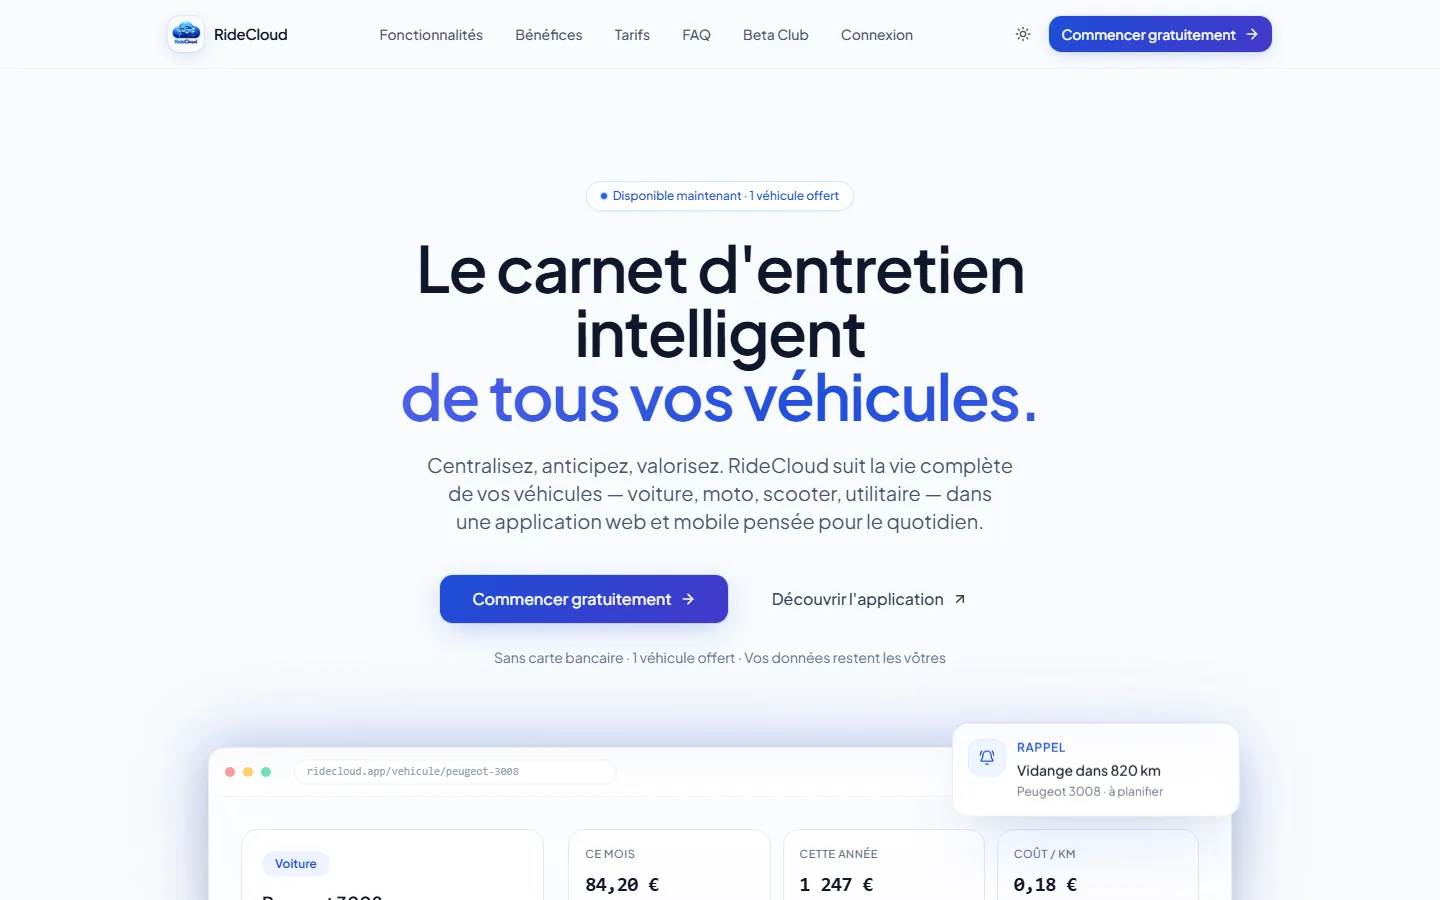 RideCloud
Fonctionnalités
Bénéfices
Tarifs
FAQ
Beta Club
Connexion
Commencer gratuitement
Disponible maintenant · 1 véhicule offert
Le carnet d'entretien
intelligent
de tous vos véhicules.
Centralisez, anticipez, valorisez. RideCloud suit la vie complète
de vos véhicules — voiture, moto, scooter, utilitaire — dans
une application web et mobile pensée pour le quotidien.
Commencer gratuitement
Découvrir l'application
Sans carte bancaire · 1 véhicule offert · Vos données restent les vôtres
ridecloud.app/vehicule/peugeot-3008
RAPPEL
Vidange dans 820 km
Peugeot 3008 · à planifier
Voiture
Peugeot 3008
CE MOIS
84,20 €
CETTE ANNÉE
1 247 €
COÛT / KM
0,18 €